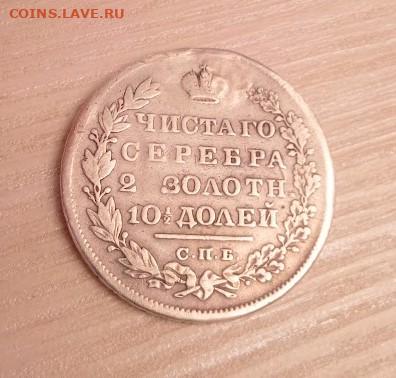 COINS.LAVE.RU
ЧИСТАГО
СЕРЕБРА
2 ЗОЛОТН.
10½ ДОЛЕЙ
С.П.Б